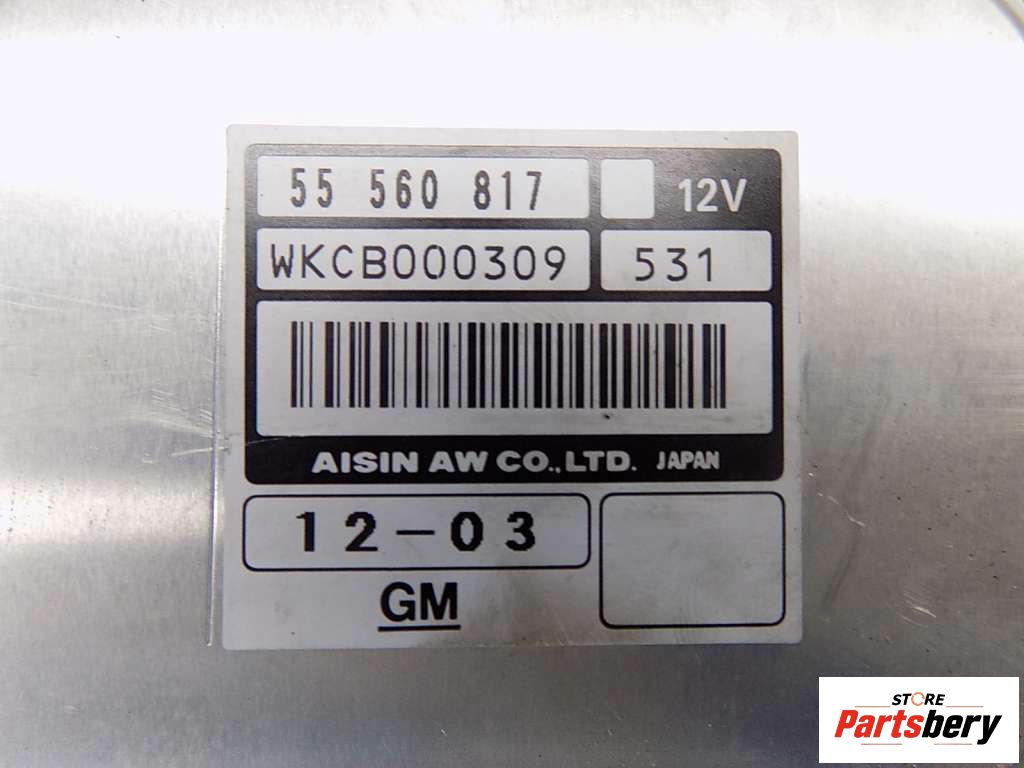 55 560 817 12V
WKCB000309 531
AISIN AW CO.,LTD. JAPAN
12-03
GM
STORE
Partsbery